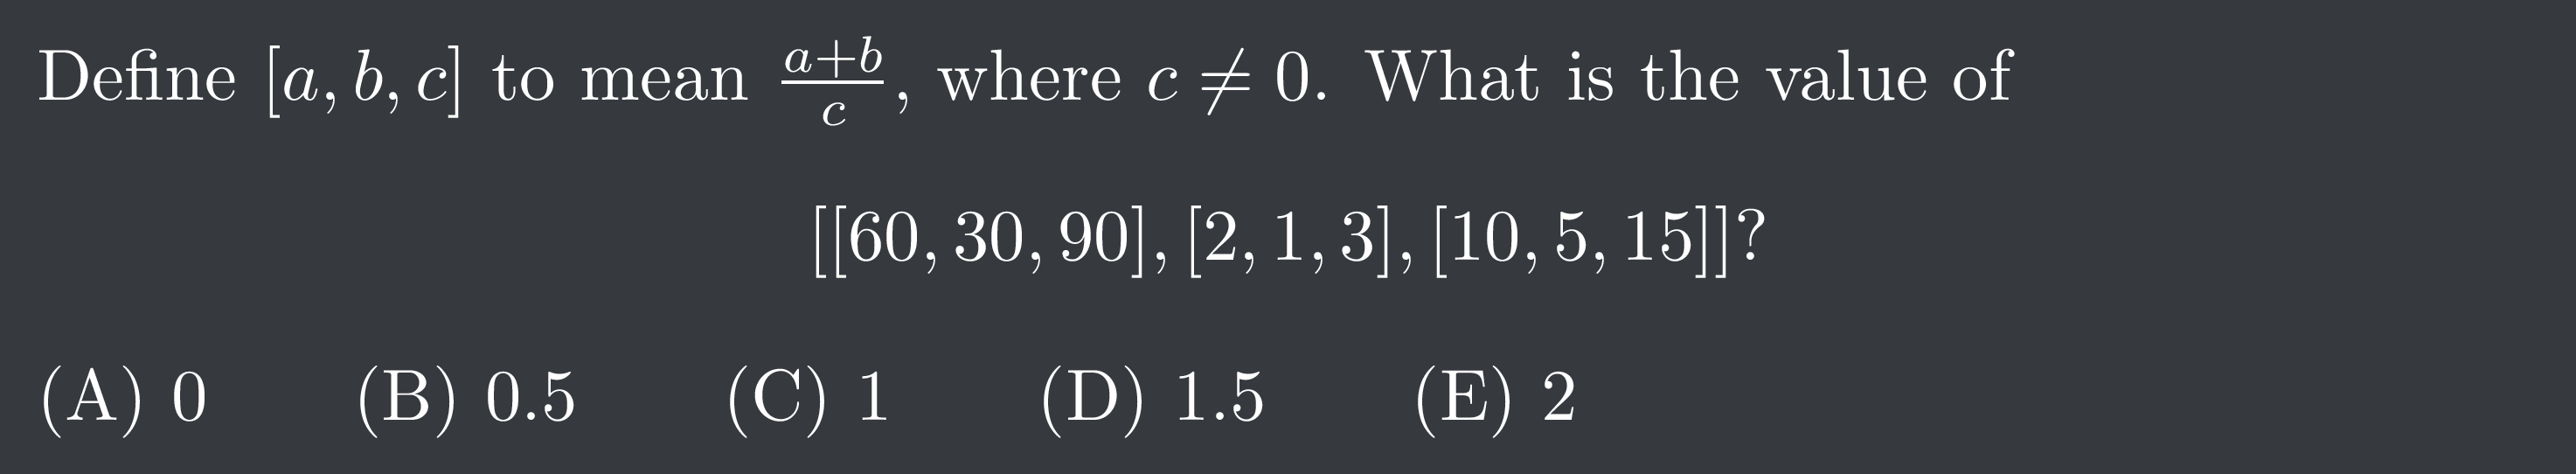 Define [a, b, c] to mean \frac{a+b}{c}, where c ≠ 0. What is the value of
[[60, 30, 90], [2, 1, 3], [10, 5, 15]]?
(A) 0 (B) 0.5 (C) 1 (D) 1.5 (E) 2